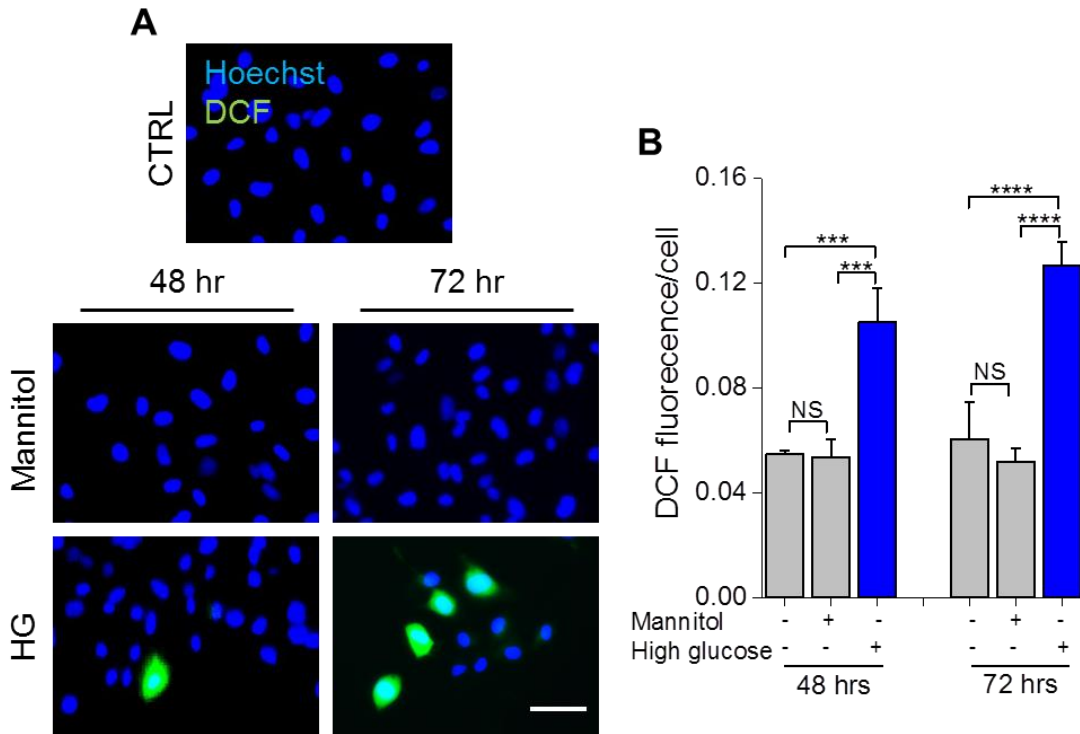 A
Hoechst
DCF
CTRL
48 hr
72 hr
Mannitol
HG
B
DCF fluorecence/cell
0.16
0.12
0.08
0.04
0.00
*** *** NS
**** **** NS
Mannitol - + - - + -
High glucose - - + - - +
48 hrs 72 hrs